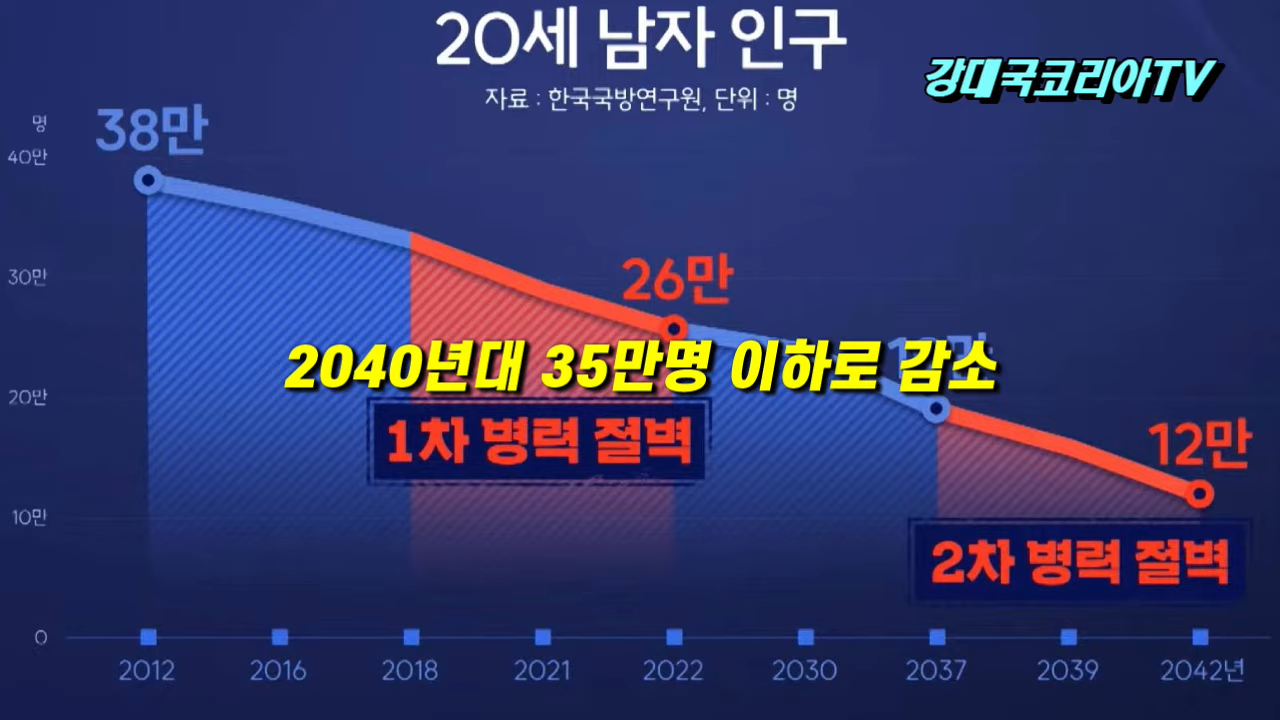 20세 남자 인구
강대국코리아TV
자료 : 한국국방연구원, 단위 : 명
명
38만
40만
26만
30만
2040년대 35만명 이하로 감소
20만
1차 병력 절벽
12만
10만
2차 병력 절벽
0
2012 2016 2018 2021 2022 2030 2037 2039 2042년